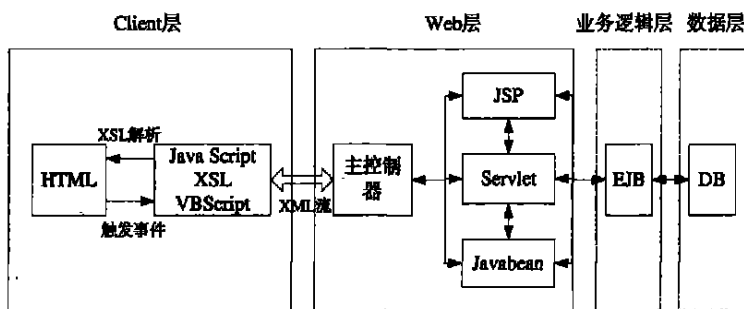 Client层
Web层
业务逻辑层
数据层
XSL解析
HTML
触发事件
Java Script
XSL
VBScript
XML流
主控制
器
JSP
Servlet
Javabean
EJB
DB